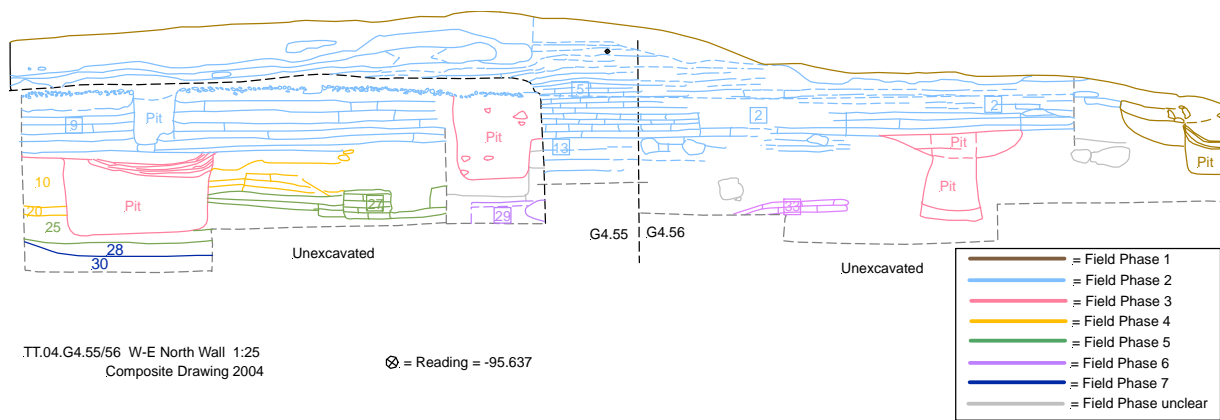 5
9
Pit
Pit
13
2
2
Pit
Pit
Pit
10
20
25
Pit
27
29
33
28
30
Unexcavated
G4.55
G4.56
Unexcavated
= Field Phase 1
= Field Phase 2
= Field Phase 3
= Field Phase 4
= Field Phase 5
= Field Phase 6
= Field Phase 7
= Field Phase unclear
TT.04.G4.55/56 W-E North Wall 1:25
Composite Drawing 2004
= Reading = -95.637